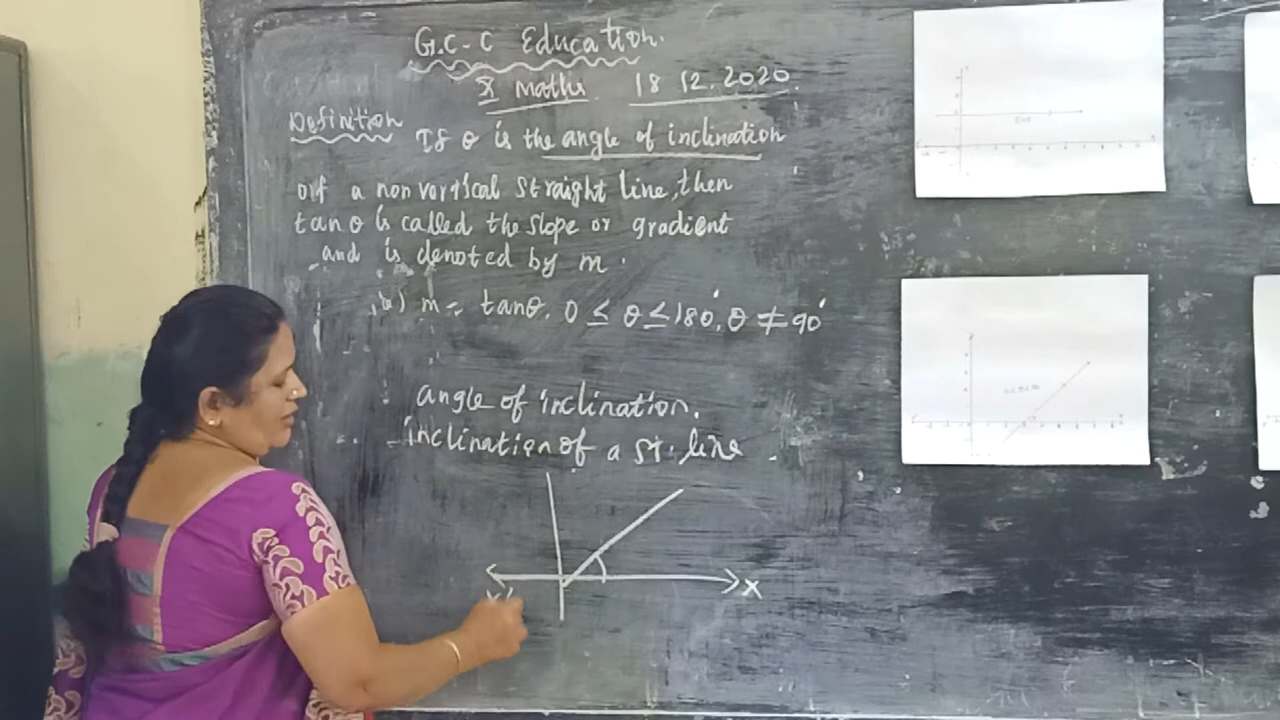 G.C-C Education.
X Maths 18.12.2020.
Definition
If θ is the angle of inclination
of a non vertical straight line, then
tan θ is called the slope or gradient
and is denoted by m.
(ie) m = tanθ. 0 ≤ θ ≤ 180°, θ ≠ 90°
angle of inclination.
inclination of a st. line.
X